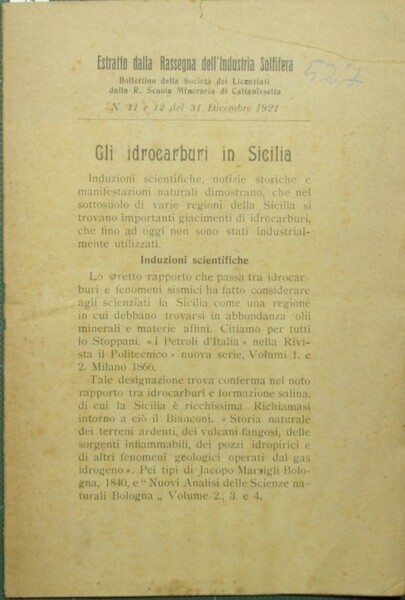 Estratto dalla Rassegna dell'Industria Solfifera
527
Bollettino della Società dei Licenziati
dalla R. Scuola Mineraria di Caltanissetta
N. 11 e 12 del 31 Dicembre 1921
Gli idrocarburi in Sicilia
Induzioni scientifiche, notizie storiche e
manifestazioni naturali dimostrano, che nel
sottosuolo di varie regioni della Sicilia si
trovano importanti giacimenti di idrocarburi,
che fino ad oggi non sono stati industrial-
mente utilizzati.
Induzioni scientifiche
Lo stretto rapporto che passa tra idrocar-
buri e fenomeni sismici ha fatto considerare
agli scienziati la Sicilia come una regione
in cui debbano trovarsi in abbondanza olii
minerali e materie affini. Citiamo per tutti
lo Stoppani. «I Petroli d'Italia» nella Rivi-
sta il Politecnico» nuova serie, Volumi 1. e
2. Milano 1866.
Tale designazione trova conferma nel noto
rapporto tra idrocarburi e formazione salina,
di cui la Sicilia è ricchissima. Richiamasi
intorno a ciò il Bianconi. «Storia naturale
dei terreni ardenti, dei vulcani fangosi, delle
sorgenti infiammabili, dei pozzi idropirici e
di altri fenomeni geologici operati dal gas
idrogeno». Pei tipi di Jacopo Marsigli Bolo-
gna, 1840, e "Nuovi Analisi delle Scienze na-
turali Bologna „ Volume 2., 3. e 4.